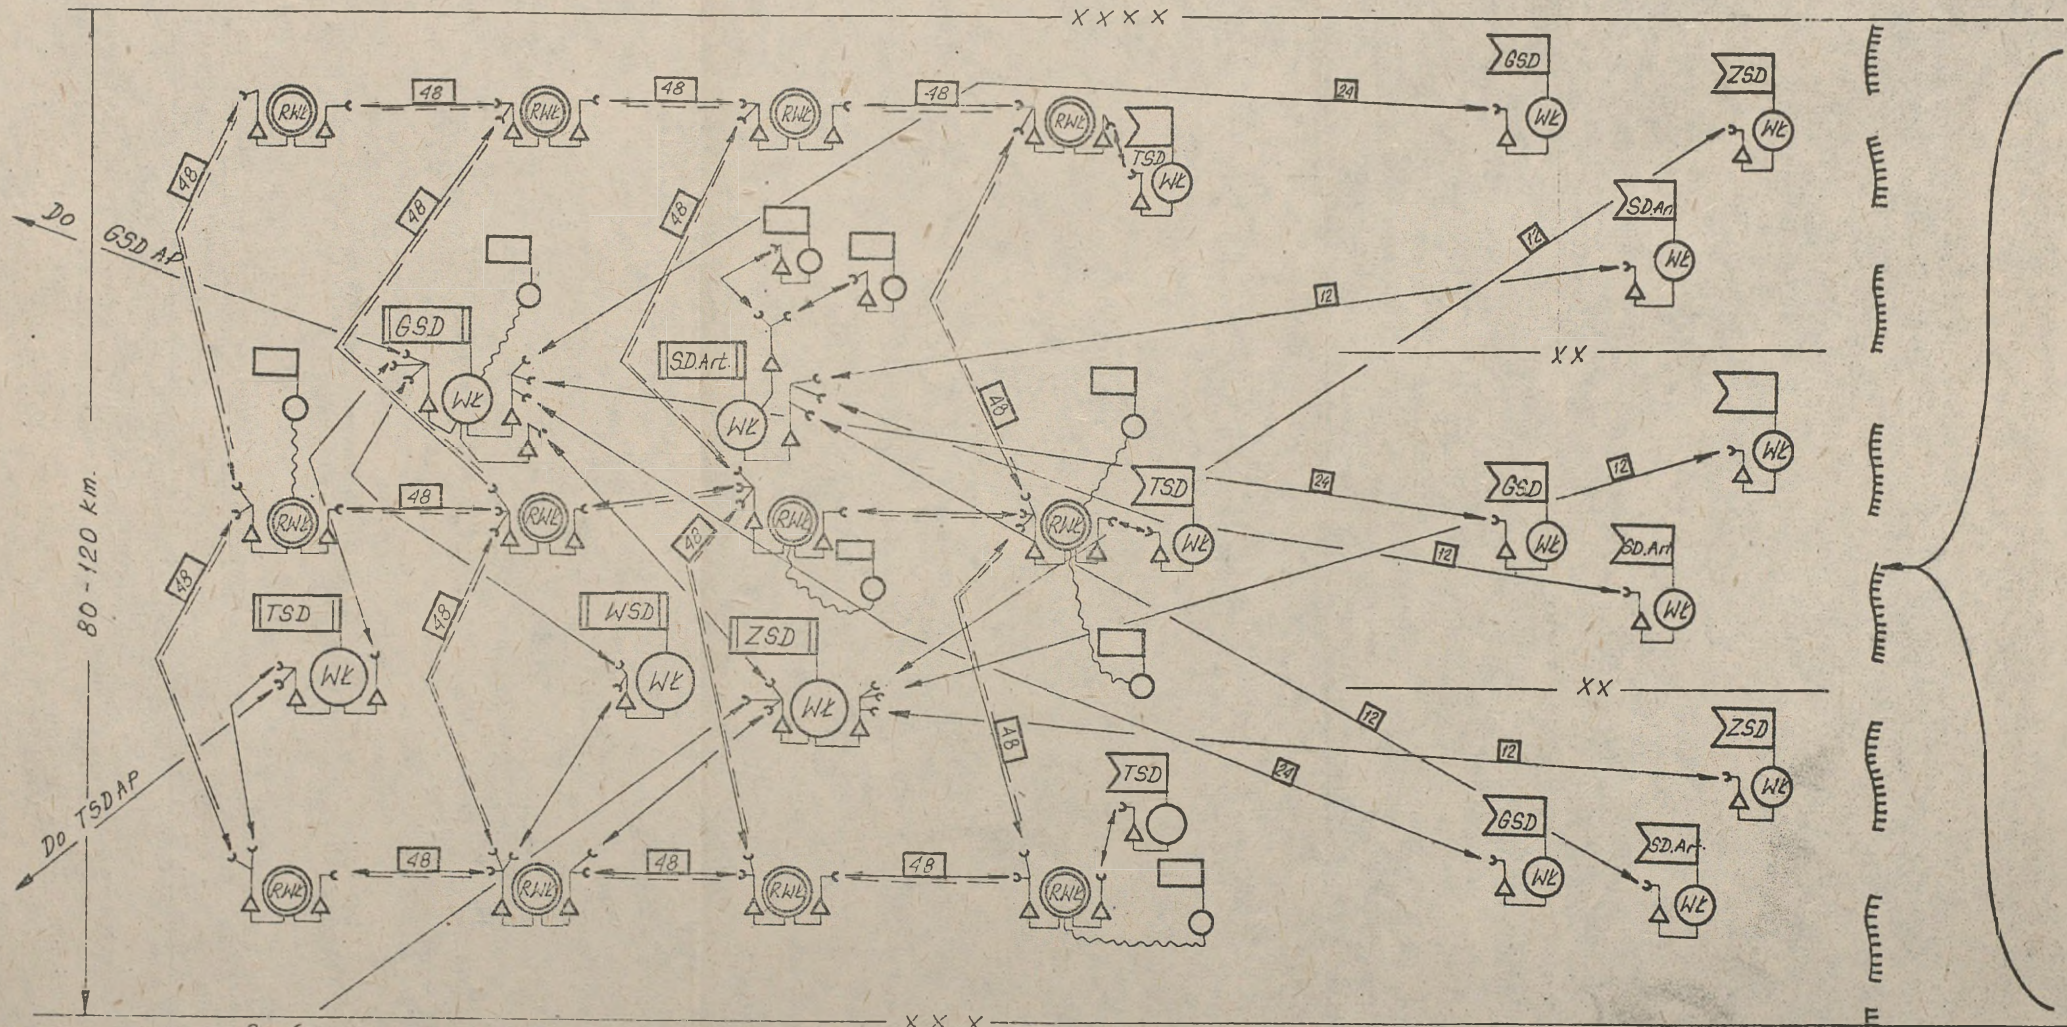 X X X X
GSD
ZSD
48
48
48
24
RWŁ
RWŁ
RWŁ
RWŁ
WŁ
WŁ
TSD
WŁ
48
48
48
SD.Art
12
DO GSD AP
WŁ
12
GSD
SD.Art.
X X
WŁ
WŁ
48
WŁ
TSD
24
GSD
12
48
RWŁ
RWŁ
RWŁ
RWŁ
WŁ
WŁ
SD.Art
48
12
80-120 km.
48
48
TSD
WSD
ZSD
WŁ
WŁ
WŁ
WŁ
X X
12
ZSD
48
12
TSD
24
WŁ
DO TSD AP
GSD
SD.Art
48
48
48
RWŁ
RWŁ
RWŁ
RWŁ
WŁ
WŁ
X X X